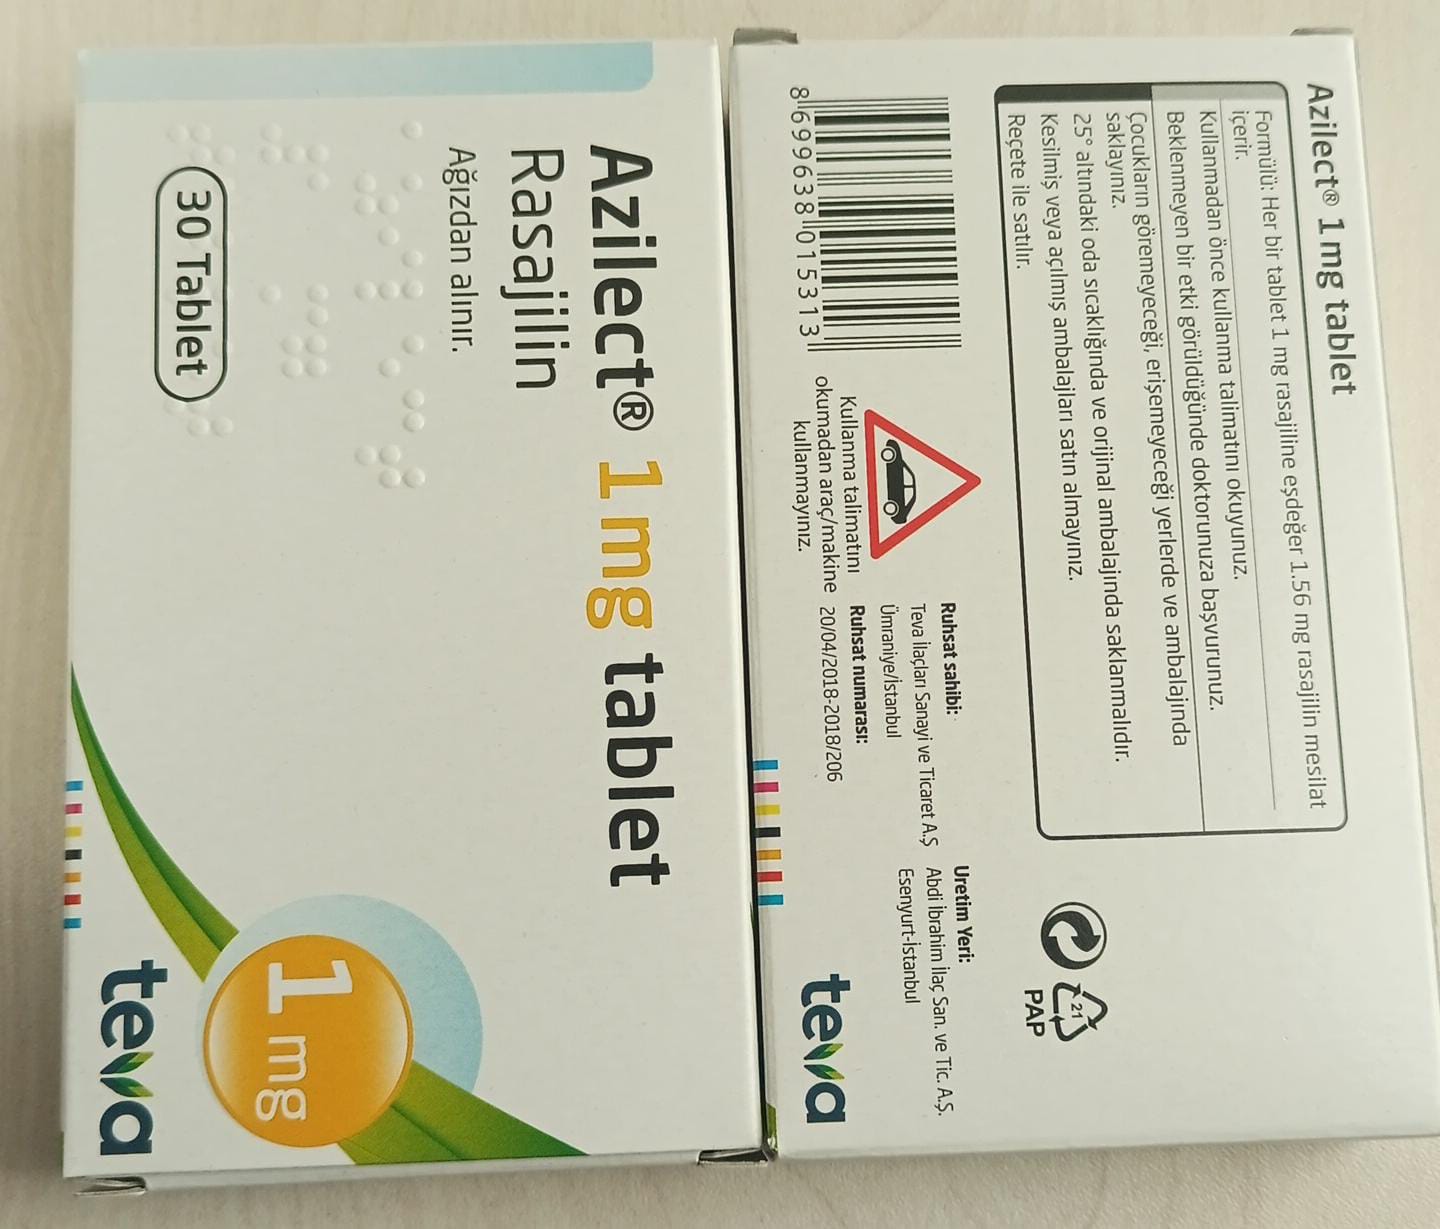 Azilect® 1 mg tablet
Rasajilin
Ağızdan alınır.
30 Tablet
1 mg
teva
Azilect® 1 mg tablet
Formülü: Her bir tablet 1 mg rasajiline eşdeğer 1.56 mg rasajilin mesilat
içerir.
Kullanmadan önce kullanma talimatını okuyunuz.
Beklenmeyen bir etki görüldüğünde doktorunuza başvurunuz.
Çocukların göremeyeceği, erişemeyeceği yerlerde ve ambalajında
saklayınız.
25° altındaki oda sıcaklığında ve orijinal ambalajında saklanmalıdır.
Kesilmiş veya açılmış ambalajları satın almayınız.
Reçete ile satılır.
8699638015313
Kullanma talimatını
okumadan araç/makine
kullanmayınız.
Ruhsat sahibi:
Teva İlaçları Sanayi ve Ticaret A.Ş
Ümraniye/İstanbul
Ruhsat numarası:
20/04/2018-2018/206
Üretim Yeri:
Abdi İbrahim İlaç San. ve Tic. A.Ş.
Esenyurt-İstanbul
21
PAP
teva